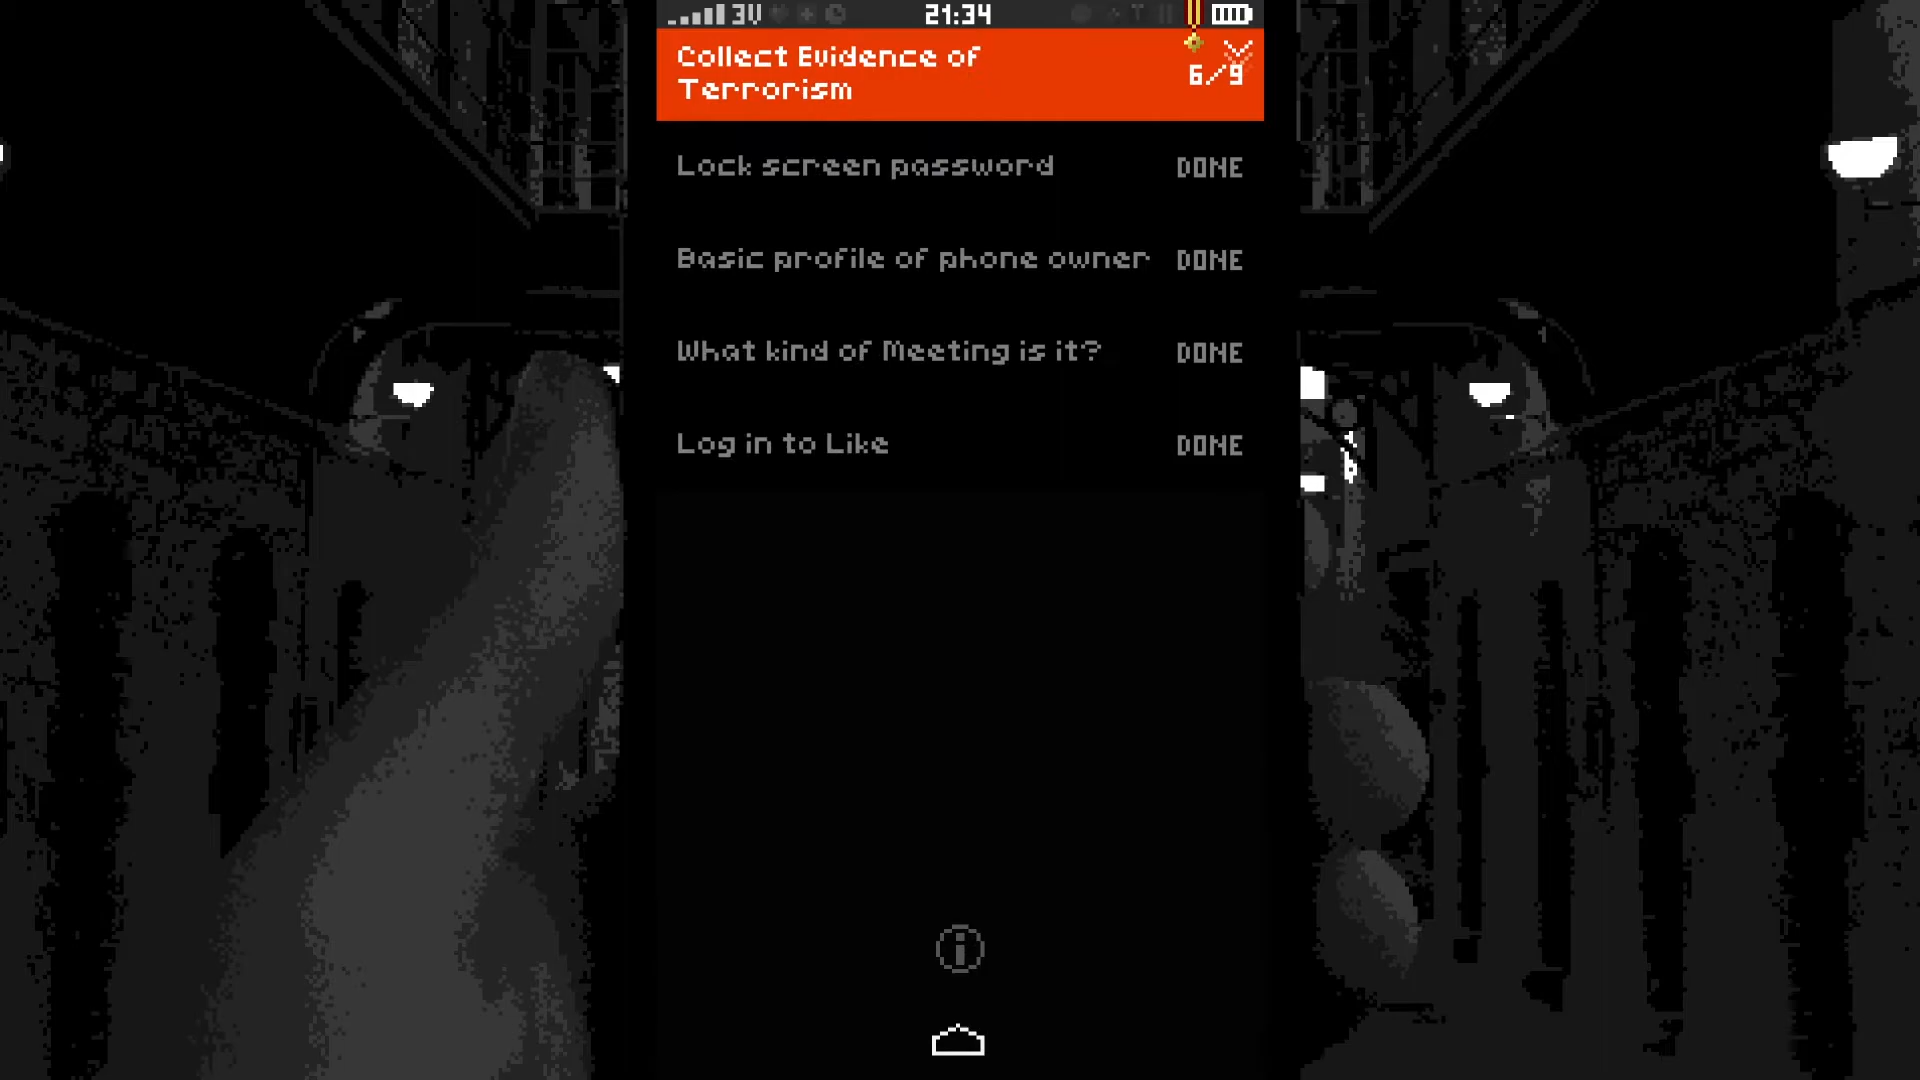 3U 21:34
Collect Evidence of
Terrorism
6/9
Lock screen password DONE
Basic profile of phone owner DONE
What kind of Meeting is it? DONE
Log in to Like DONE